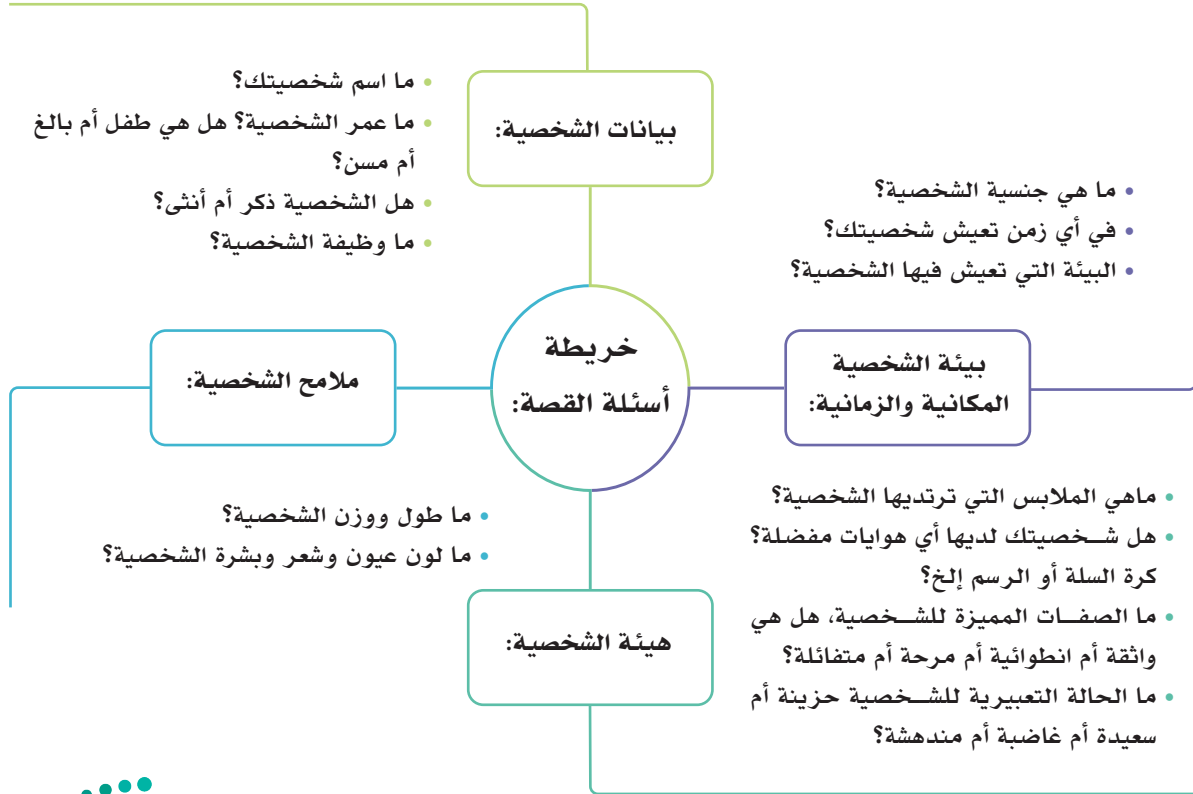 خريطة
أسئلة القصة:
بيانات الشخصية:
• ما اسم شخصيتك؟
• ما عمر الشخصية؟ هل هي طفل أم بالغ
أم مسن؟
• هل الشخصية ذكر أم أنثى؟
• ما وظيفة الشخصية؟
بيئة الشخصية
المكانية والزمانية:
• ما هي جنسية الشخصية؟
• في أي زمن تعيش شخصيتك؟
• البيئة التي تعيش فيها الشخصية؟
ملامح الشخصية:
• ما طول ووزن الشخصية؟
• ما لون عيون وشعر وبشرة الشخصية؟
هيئة الشخصية:
• ماهي الملابس التي ترتديها الشخصية؟
• هل شخصيتك لديها أي هوايات مفضلة؟
كرة السلة أو الرسم إلخ؟
• ما الصفات المميزة للشخصية، هل هي
واثقة أم انطوائية أم مرحة أم متفائلة؟
• ما الحالة التعبيرية للشخصية حزينة أم
سعيدة أم غاضبة أم مندهشة؟